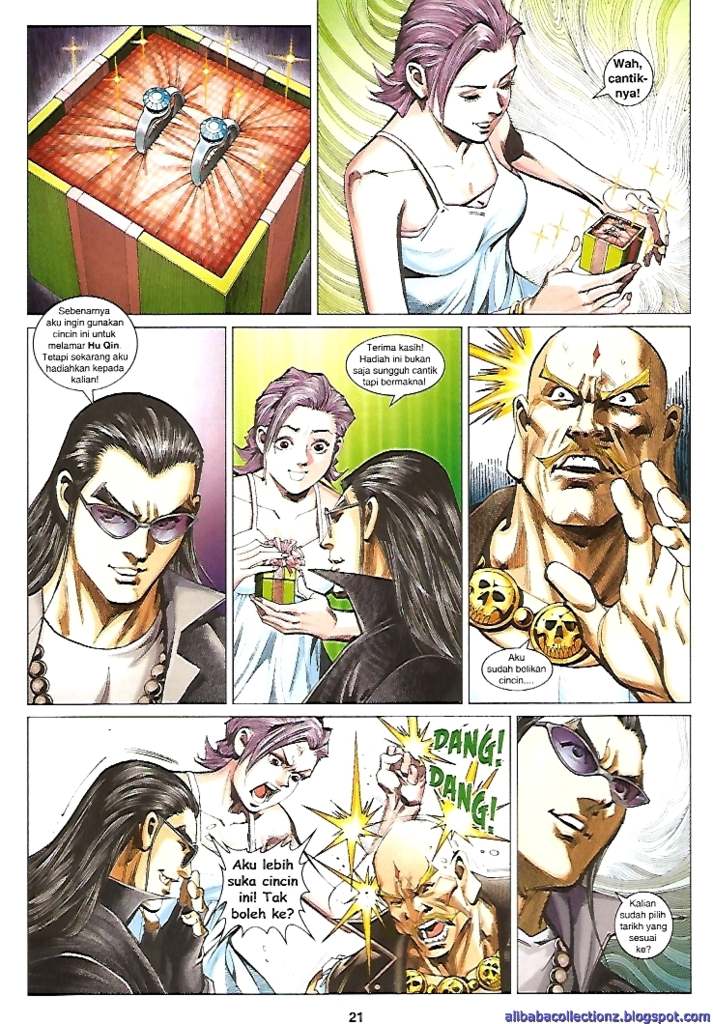 Wah,
cantik-
nya!
Sebenarnya
aku ingin gunakan
cincin ini untuk
melamar Hu Qin.
Tetapi sekarang aku
hadiahkan kepada
kalian!
Terima kasih!
Hadiah ini bukan
saja sungguh cantik
tapi bermakna!
Aku
sudah belikan
cincin....
DANG!
DANG!
Aku lebih
suka cincin
ini! Tak
boleh ke?
Kalian
sudah pilih
tarikh yang
sesuai
ke?
21
alibabacollectionz.blogspot.com